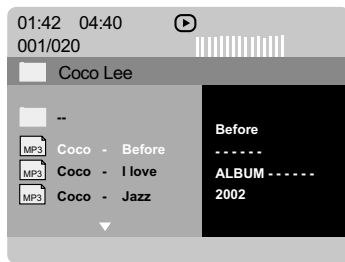 01:42 04:40
001/020
Coco Lee
--
MP3 Coco - Before
MP3 Coco - I love
MP3 Coco - Jazz
Before
- - - - - -
ALBUM - - - - - -
2002